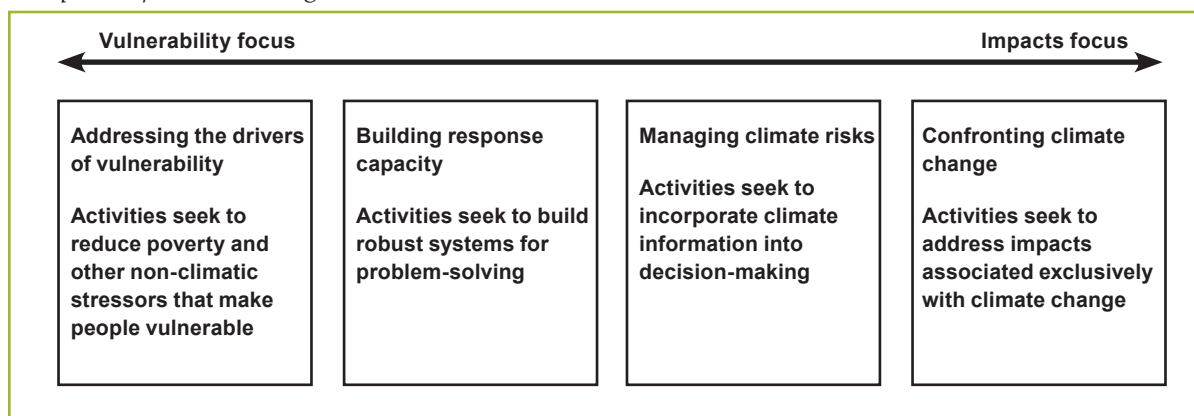 Vulnerability focus
Impacts focus
Addressing the drivers
of vulnerability
Activities seek to
reduce poverty and
other non-climatic
stressors that make
people vulnerable
Building response
capacity
Activities seek to build
robust systems for
problem-solving
Managing climate risks
Activities seek to
incorporate climate
information into
decision-making
Confronting climate
change
Activities seek to
address impacts
associated exclusively
with climate change